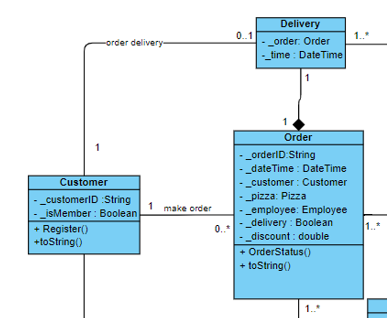 Delivery
- _order: Order
- _time : DateTime
order delivery
0..1
1..*
1
1
1
Order
- _orderID:String
- _dateTime : DateTime
- _customer : Customer
- _pizza: Pizza
- _employee: Employee
- _delivery : Boolean
- _discount : double
+ OrderStatus()
+ toString()
Customer
- _customerID :String
- _isMember : Boolean
+ Register()
+toString()
1
make order
0..*
1..*
1..*